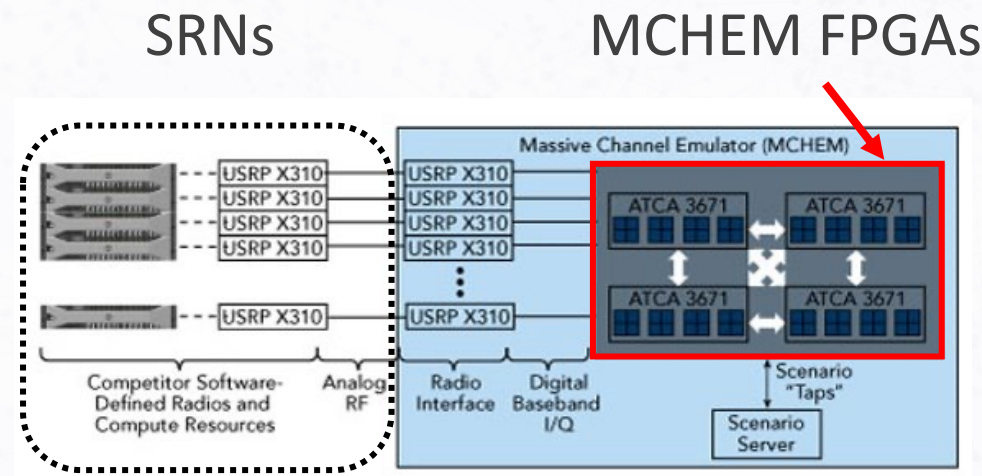 SRNs
MCHEM FPGAs
Massive Channel Emulator (MCHEM)
USRP X310
USRP X310
USRP X310
USRP X310
USRP X310
USRP X310
USRP X310
USRP X310
USRP X310
USRP X310
ATCA 3671
ATCA 3671
ATCA 3671
ATCA 3671
Competitor Software-
Defined Radios and
Compute Resources
Analog
RF
Radio
Interface
Digital
Baseband
I/Q
Scenario
"Taps"
Scenario
Server